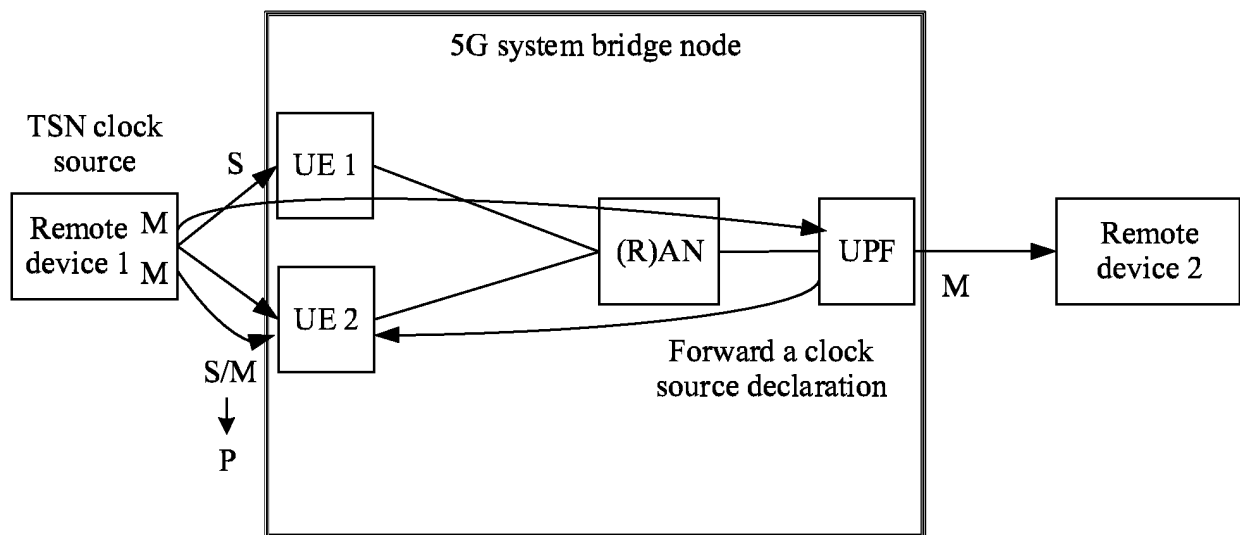 5G system bridge node
TSN clock
source
S
UE 1
Remote
device 1
M
M
(R)AN
UPF
M
Remote
device 2
UE 2
S/M
P
Forward a clock
source declaration